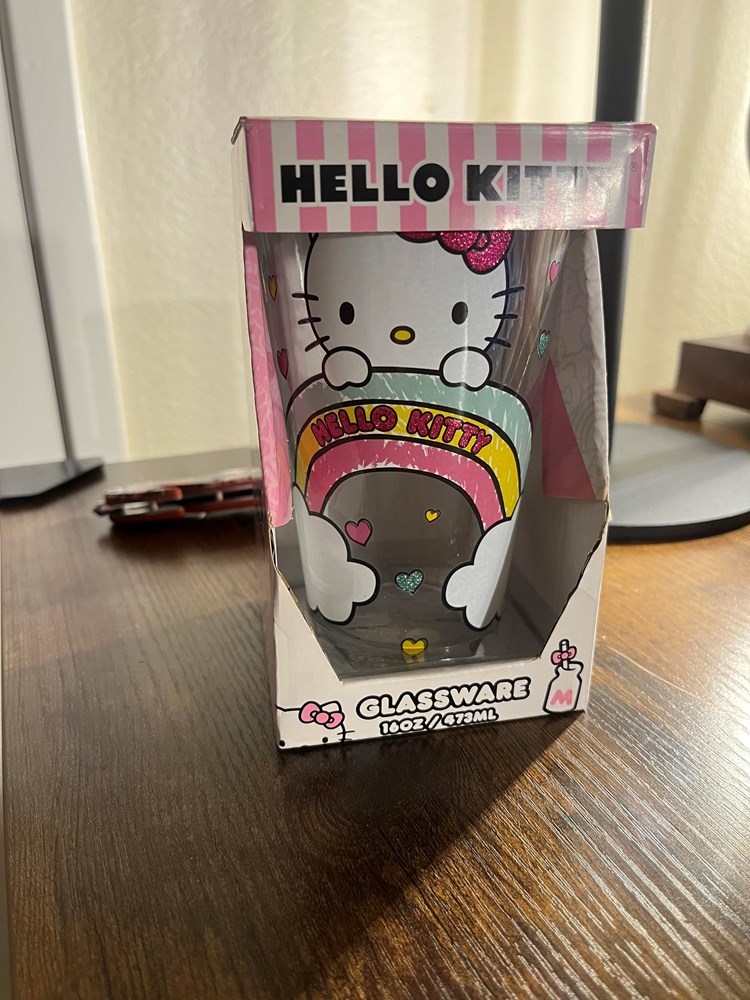 HELLO KITTY
HELLO KITTY
GLASSWARE
16OZ / 473ML
M